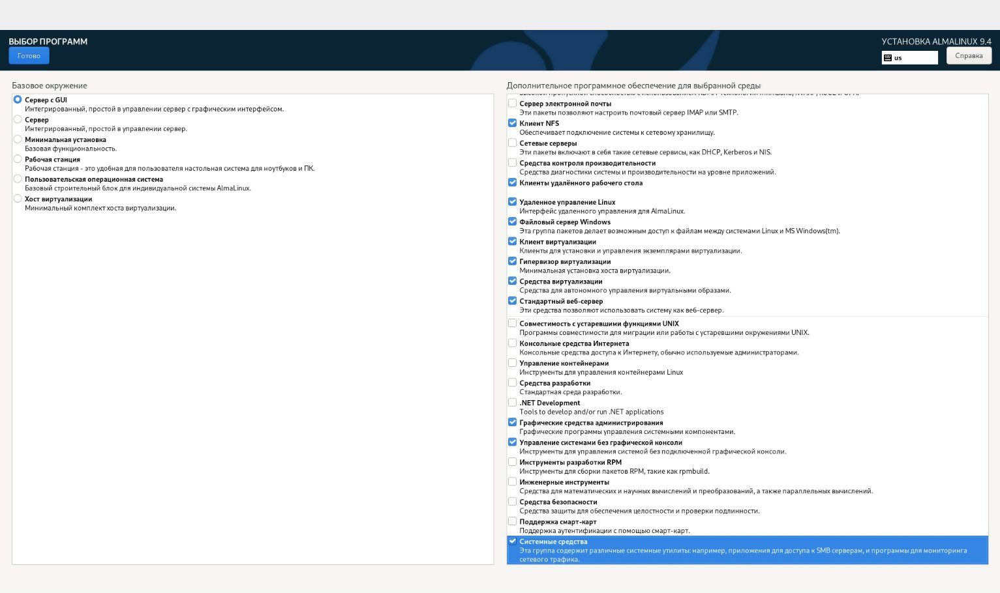 ВЫБОР ПРОГРАММ
Готово
УСТАНОВКА ALMALINUX 9.4
us
Справка
Базовое окружение
Сервер с GUI
Интегрированный, простой в управлении сервер с графическим интерфейсом.
Сервер
Интегрированный, простой в управлении сервер.
Минимальная установка
Базовая функциональность.
Рабочая станция
Рабочая станция - это удобная для пользователя настольная система для ноутбуков и ПК.
Пользовательская операционная система
Базовый строительный блок для индивидуальной системы AlmaLinux.
Хост виртуализации
Минимальный комплект хоста виртуализации.
Дополнительное программное обеспечение для выбранной среды
Сервер электронной почты
Эти пакеты позволяют настроить почтовый сервер IMAP или SMTP.
Клиент NFS
Обеспечивает подключение системы к сетевому хранилищу.
Сетевые серверы
Эти пакеты включают в себя такие сетевые сервисы, как DHCP, Kerberos и NIS.
Средства контроля производительности
Средства диагностики системы и производительности на уровне приложений.
Клиенты удалённого рабочего стола
Удаленное управление Linux
Интерфейс удаленного управления для AlmaLinux.
Файловый сервер Windows
Эта группа пакетов делает возможным доступ к файлам между системами Linux и MS Windows(tm).
Клиент виртуализации
Клиенты для установки и управления экземплярами виртуализации.
Гипервизор виртуализации
Минимальная установка хоста виртуализации.
Средства виртуализации
Средства для автономного управления виртуальными образами.
Стандартный веб-сервер
Эти средства позволяют использовать систему как веб-сервер.
Совместимость с устаревшими функциями UNIX
Программы совместимости для миграции или работы с устаревшими окружениями UNIX.
Консольные средства Интернета
Консольные средства доступа к Интернету, обычно используемые администраторами.
Управление контейнерами
Инструменты для управления контейнерами Linux
Средства разработки
Стандартная среда разработки.
.NET Development
Tools to develop and/or run .NET applications
Графические средства администрирования
Графические программы управления системными компонентами.
Управление системами без графической консоли
Инструменты для управления системой без подключенной графической консоли.
Инструменты разработки RPM
Инструменты для сборки пакетов RPM, такие как rpmbuild.
Инженерные инструменты
Средства для математических и научных вычислений и преобразований, а также параллельных вычислений.
Средства безопасности
Средства защиты для обеспечения целостности и проверки подлинности.
Поддержка смарт-карт
Поддержка аутентификации с помощью смарт-карт.
Системные средства
Эта группа содержит различные системные утилиты: например, приложения для доступа к SMB серверам, и программы для мониторинга
сетевого трафика.